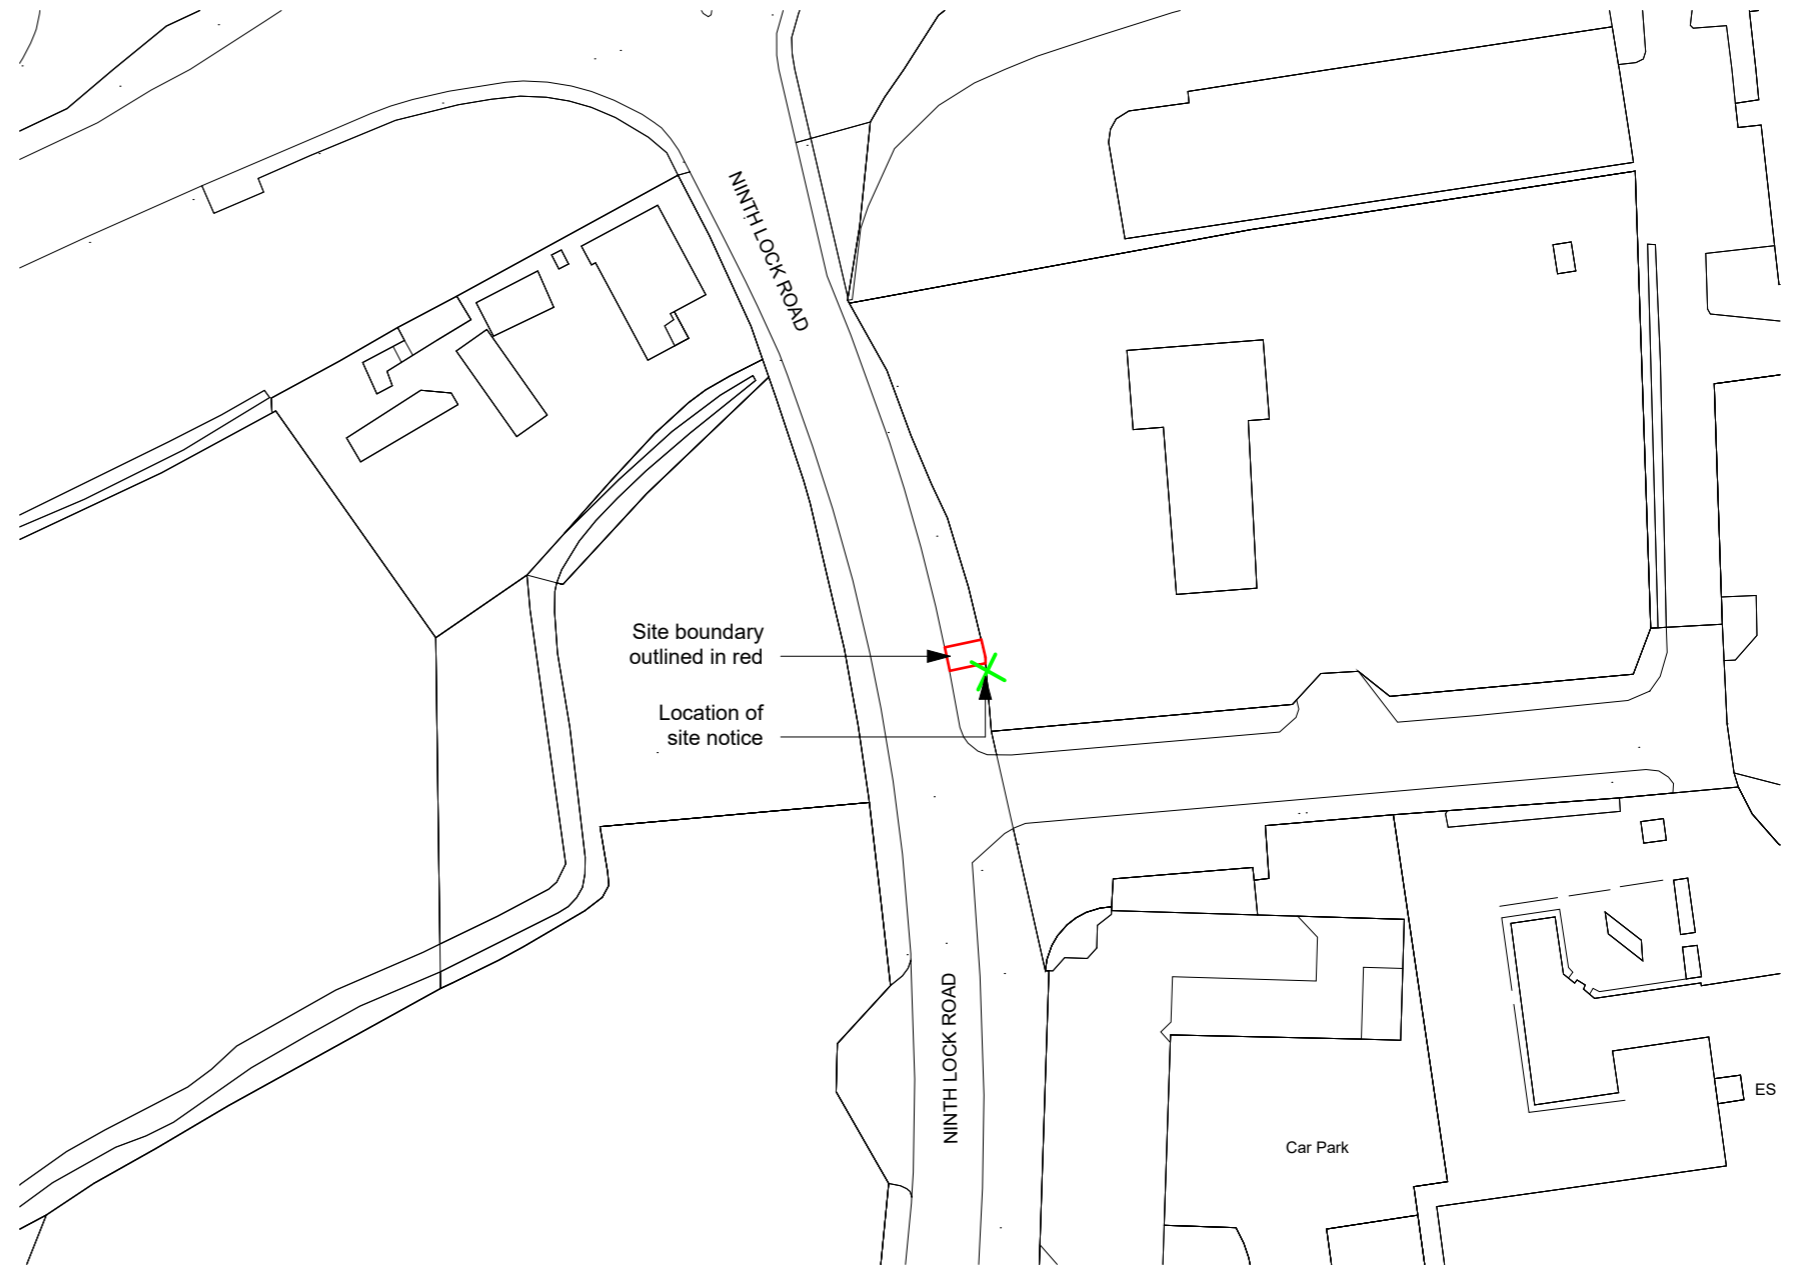 NINTH LOCK ROAD
Site boundary
outlined in red
Location of
site notice
NINTH LOCK ROAD
ES
Car Park